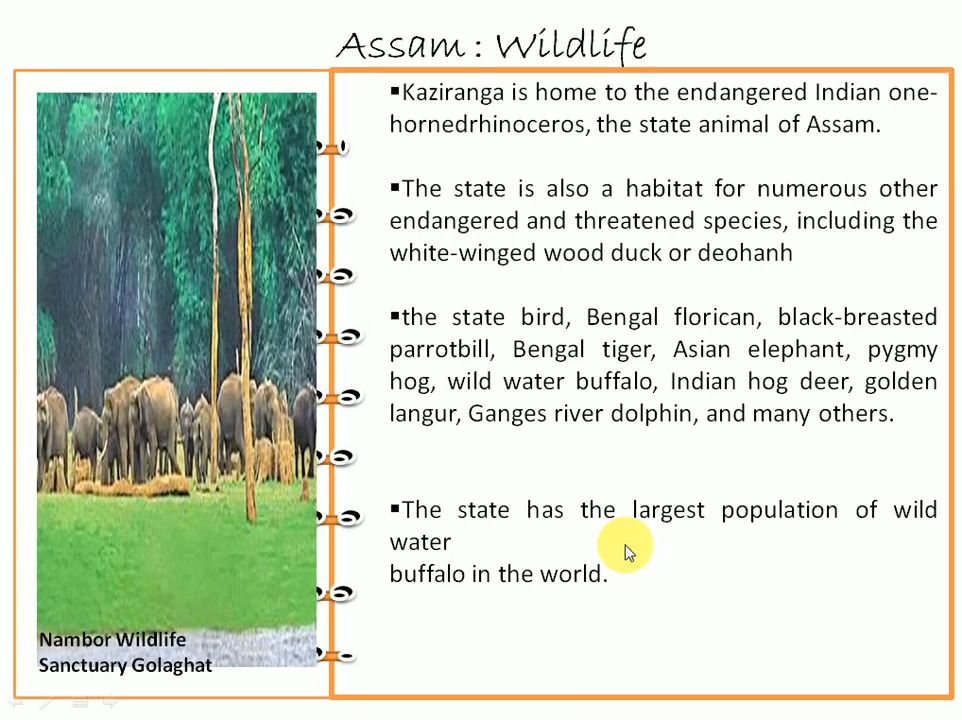 Assam : Wildlife
▪Kaziranga is home to the endangered Indian one-
hornedrhinoceros, the state animal of Assam.
▪The state is also a habitat for numerous other
endangered and threatened species, including the
white-winged wood duck or deohanh
▪the state bird, Bengal florican, black-breasted
parrotbill, Bengal tiger, Asian elephant, pygmy
hog, wild water buffalo, Indian hog deer, golden
langur, Ganges river dolphin, and many others.
▪The state has the largest population of wild
water
buffalo in the world.
Nambor Wildlife
Sanctuary Golaghat